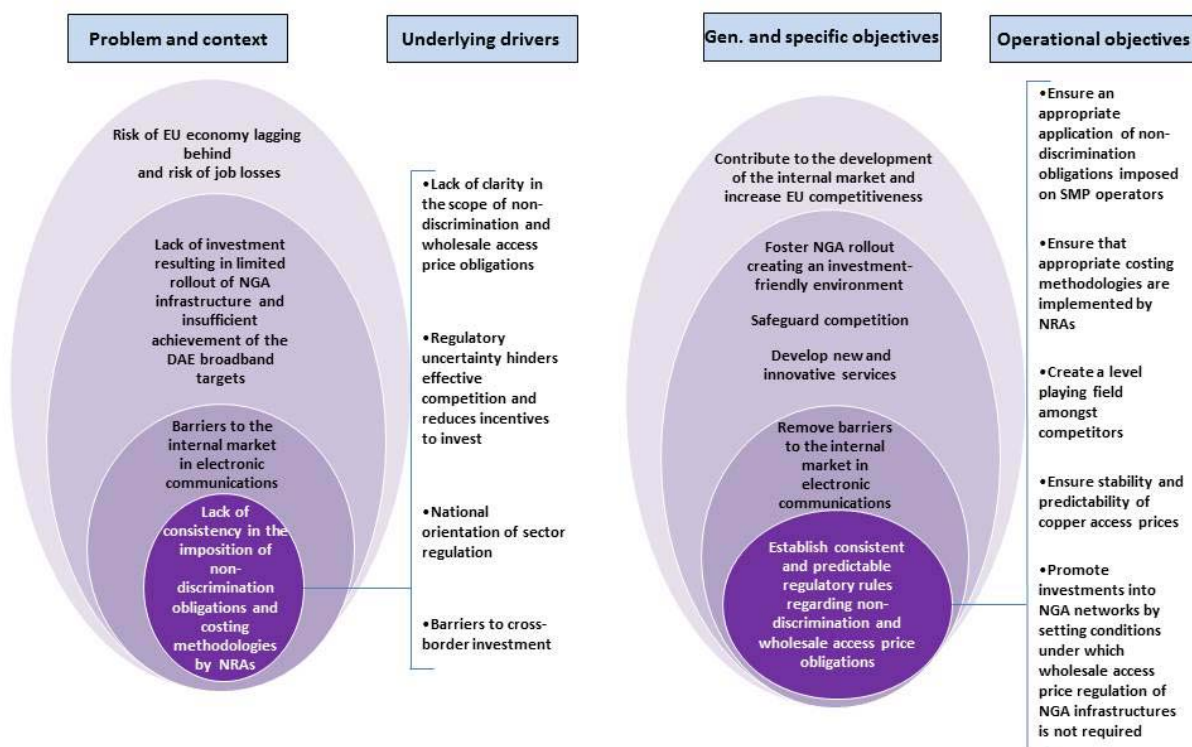 Problem and context
Underlying drivers
Gen. and specific objectives
Operational objectives
Risk of EU economy lagging
behind
and risk of job losses
Lack of investment
resulting in limited
rollout of NGA
infrastructure and
insufficient
achievement of the
DAE broadband
targets
Barriers to the
internal market
in electronic
communications
Lack of
consistency in the
imposition of
non-
discrimination
obligations and
costing
methodologies
by NRAs
•Lack of clarity in
the scope of non-
discrimination and
wholesale access
price obligations
•Regulatory
uncertainty hinders
effective
competition and
reduces incentives
to invest
•National
orientation of sector
regulation
•Barriers to cross-
border investment
Contribute to the development
of the internal market and
increase EU competitiveness
Foster NGA rollout
creating an investment-
friendly environment
Safeguard competition
Develop new and
innovative services
Remove barriers
to the internal
market in
electronic
communications
Establish consistent
and predictable
regulatory rules
regarding non-
discrimination and
wholesale access price
obligations
•Ensure an
appropriate
application of non-
discrimination
obligations imposed
on SMP operators
•Ensure that
appropriate costing
methodologies are
implemented by
NRAs
•Create a level
playing field
amongst
competitors
•Ensure stability and
predictability of
copper access prices
•Promote
investments into
NGA networks by
setting conditions
under which
wholesale access
price regulation of
NGA infrastructures
is not required